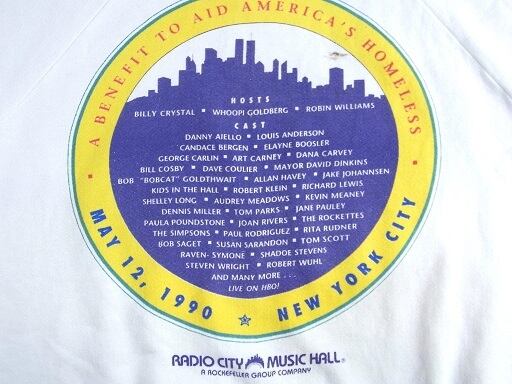 A BENEFIT TO AID AMERICA'S HOMELESS
HOSTS
BILLY CRYSTAL ▪ WHOOPI GOLDBERG ▪ ROBIN WILLIAMS
CAST
DANNY AIELLO ▪ LOUIS ANDERSON
CANDACE BERGEN ▪ ELAYNE BOOSLER
GEORGE CARLIN ▪ ART CARNEY ▪ DANA CARVEY
BILL COSBY ▪ DAVE COULIER ▪ MAYOR DAVID DINKINS
BOB "BOBCAT" GOLDTHWAIT ▪ ALLAN HAVEY ▪ JAKE JOHANNSEN
KIDS IN THE HALL ▪ ROBERT KLEIN ▪ RICHARD LEWIS
SHELLEY LONG ▪ AUDREY MEADOWS ▪ KEVIN MEANEY
DENNIS MILLER ▪ TOM PARKS ▪ JANE PAULEY
PAULA POUNDSTONE ▪ JOAN RIVERS ▪ THE ROCKETTES
THE SIMPSONS ▪ PAUL RODRIGUEZ ▪ RITA RUDNER
BOB SAGET ▪ SUSAN SARANDON ▪ TOM SCOTT
RAVEN-SYMONE ▪ SHADOE STEVENS
STEVEN WRIGHT ▪ ROBERT WUHL
AND MANY MORE . . .
LIVE ON HBO!
MAY 12, 1990 ★ NEW YORK CITY
RADIO CITY MUSIC HALL®
A ROCKEFELLER GROUP COMPANY